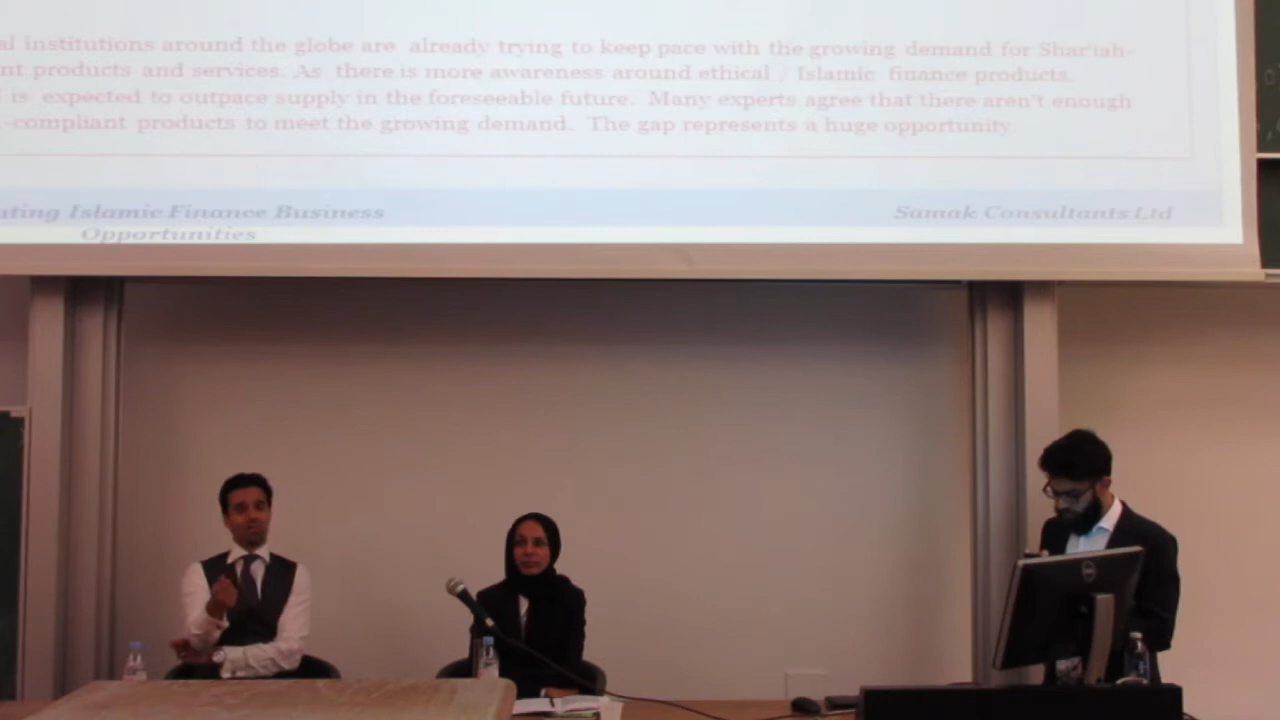 al institutions around the globe are already trying to keep pace with the growing demand for Shar'iah-
nt products and services. As there is more awareness around ethical / Islamic finance products.
l is expected to outpace supply in the foreseeable future. Many experts agree that there aren't enough
-compliant products to meet the growing demand. The gap represents a huge opportunity.
ating Islamic Finance Business
Opportunities
Samak Consultants Ltd
DELL